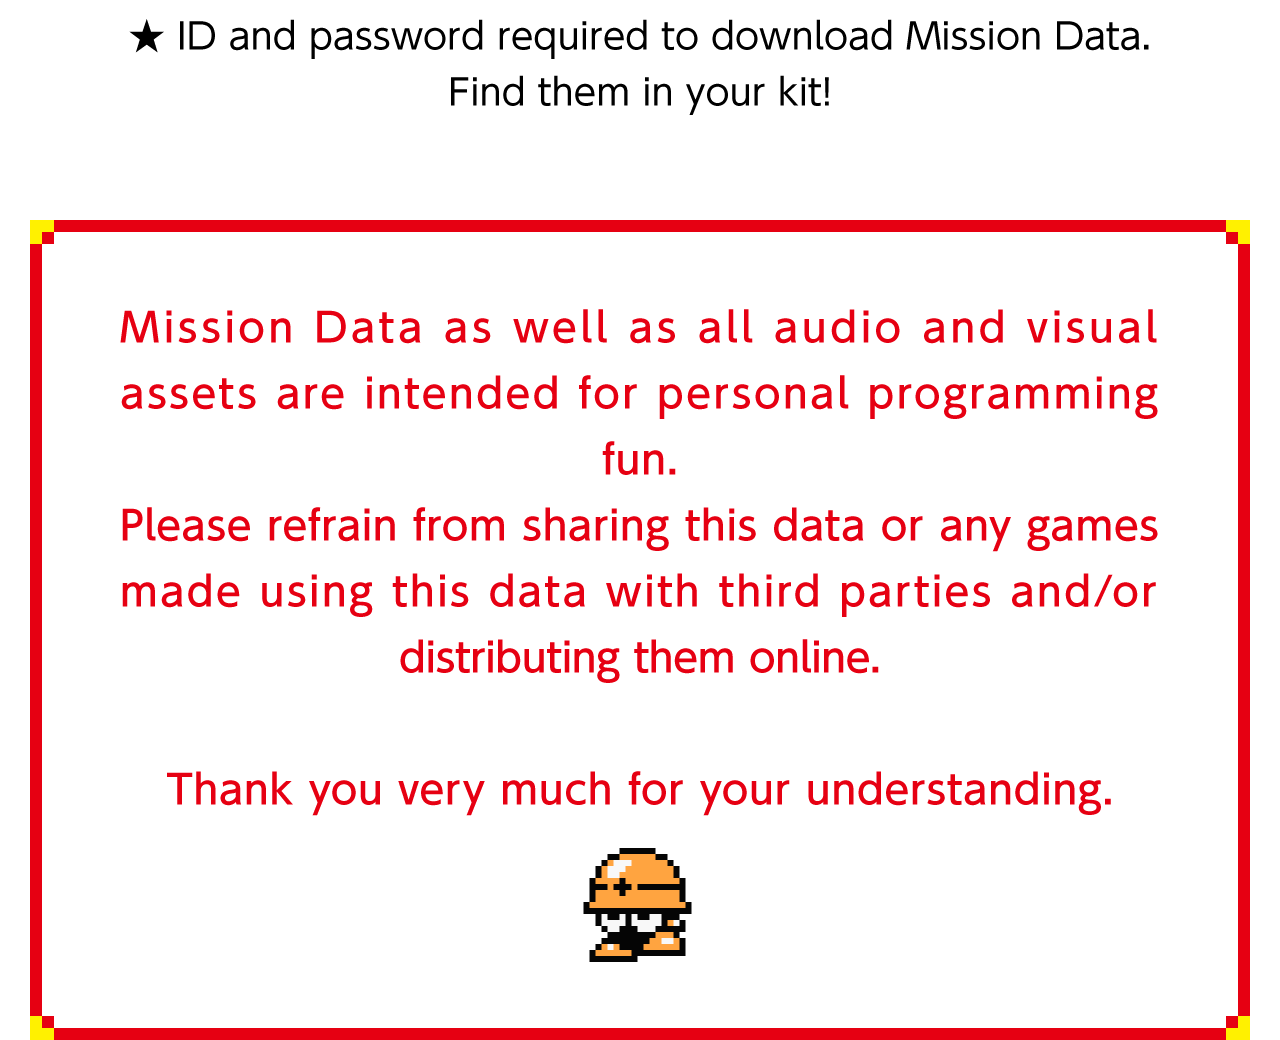 ★ ID and password required to download Mission Data.
Find them in your kit!
Mission Data as well as all audio and visual
assets are intended for personal programming
fun.
Please refrain from sharing this data or any games
made using this data with third parties and/or
distributing them online.
Thank you very much for your understanding.